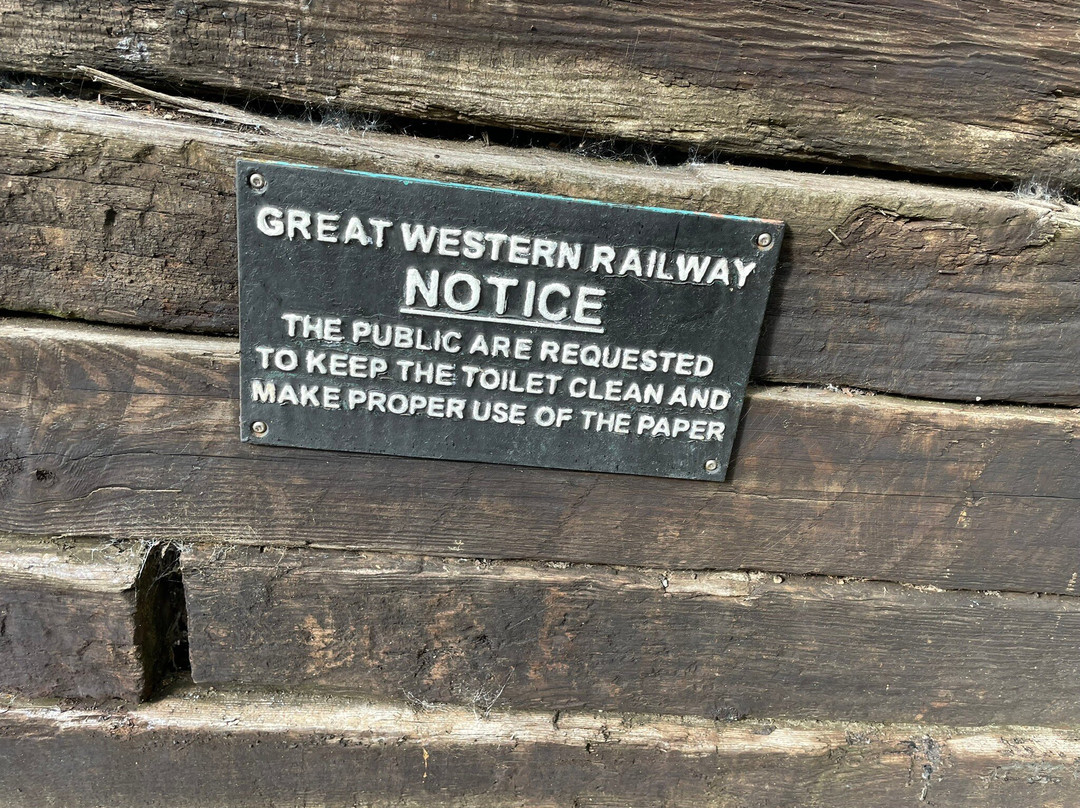 GREAT WESTERN RAILWAY
NOTICE
THE PUBLIC ARE REQUESTED
TO KEEP THE TOILET CLEAN AND
MAKE PROPER USE OF THE PAPER